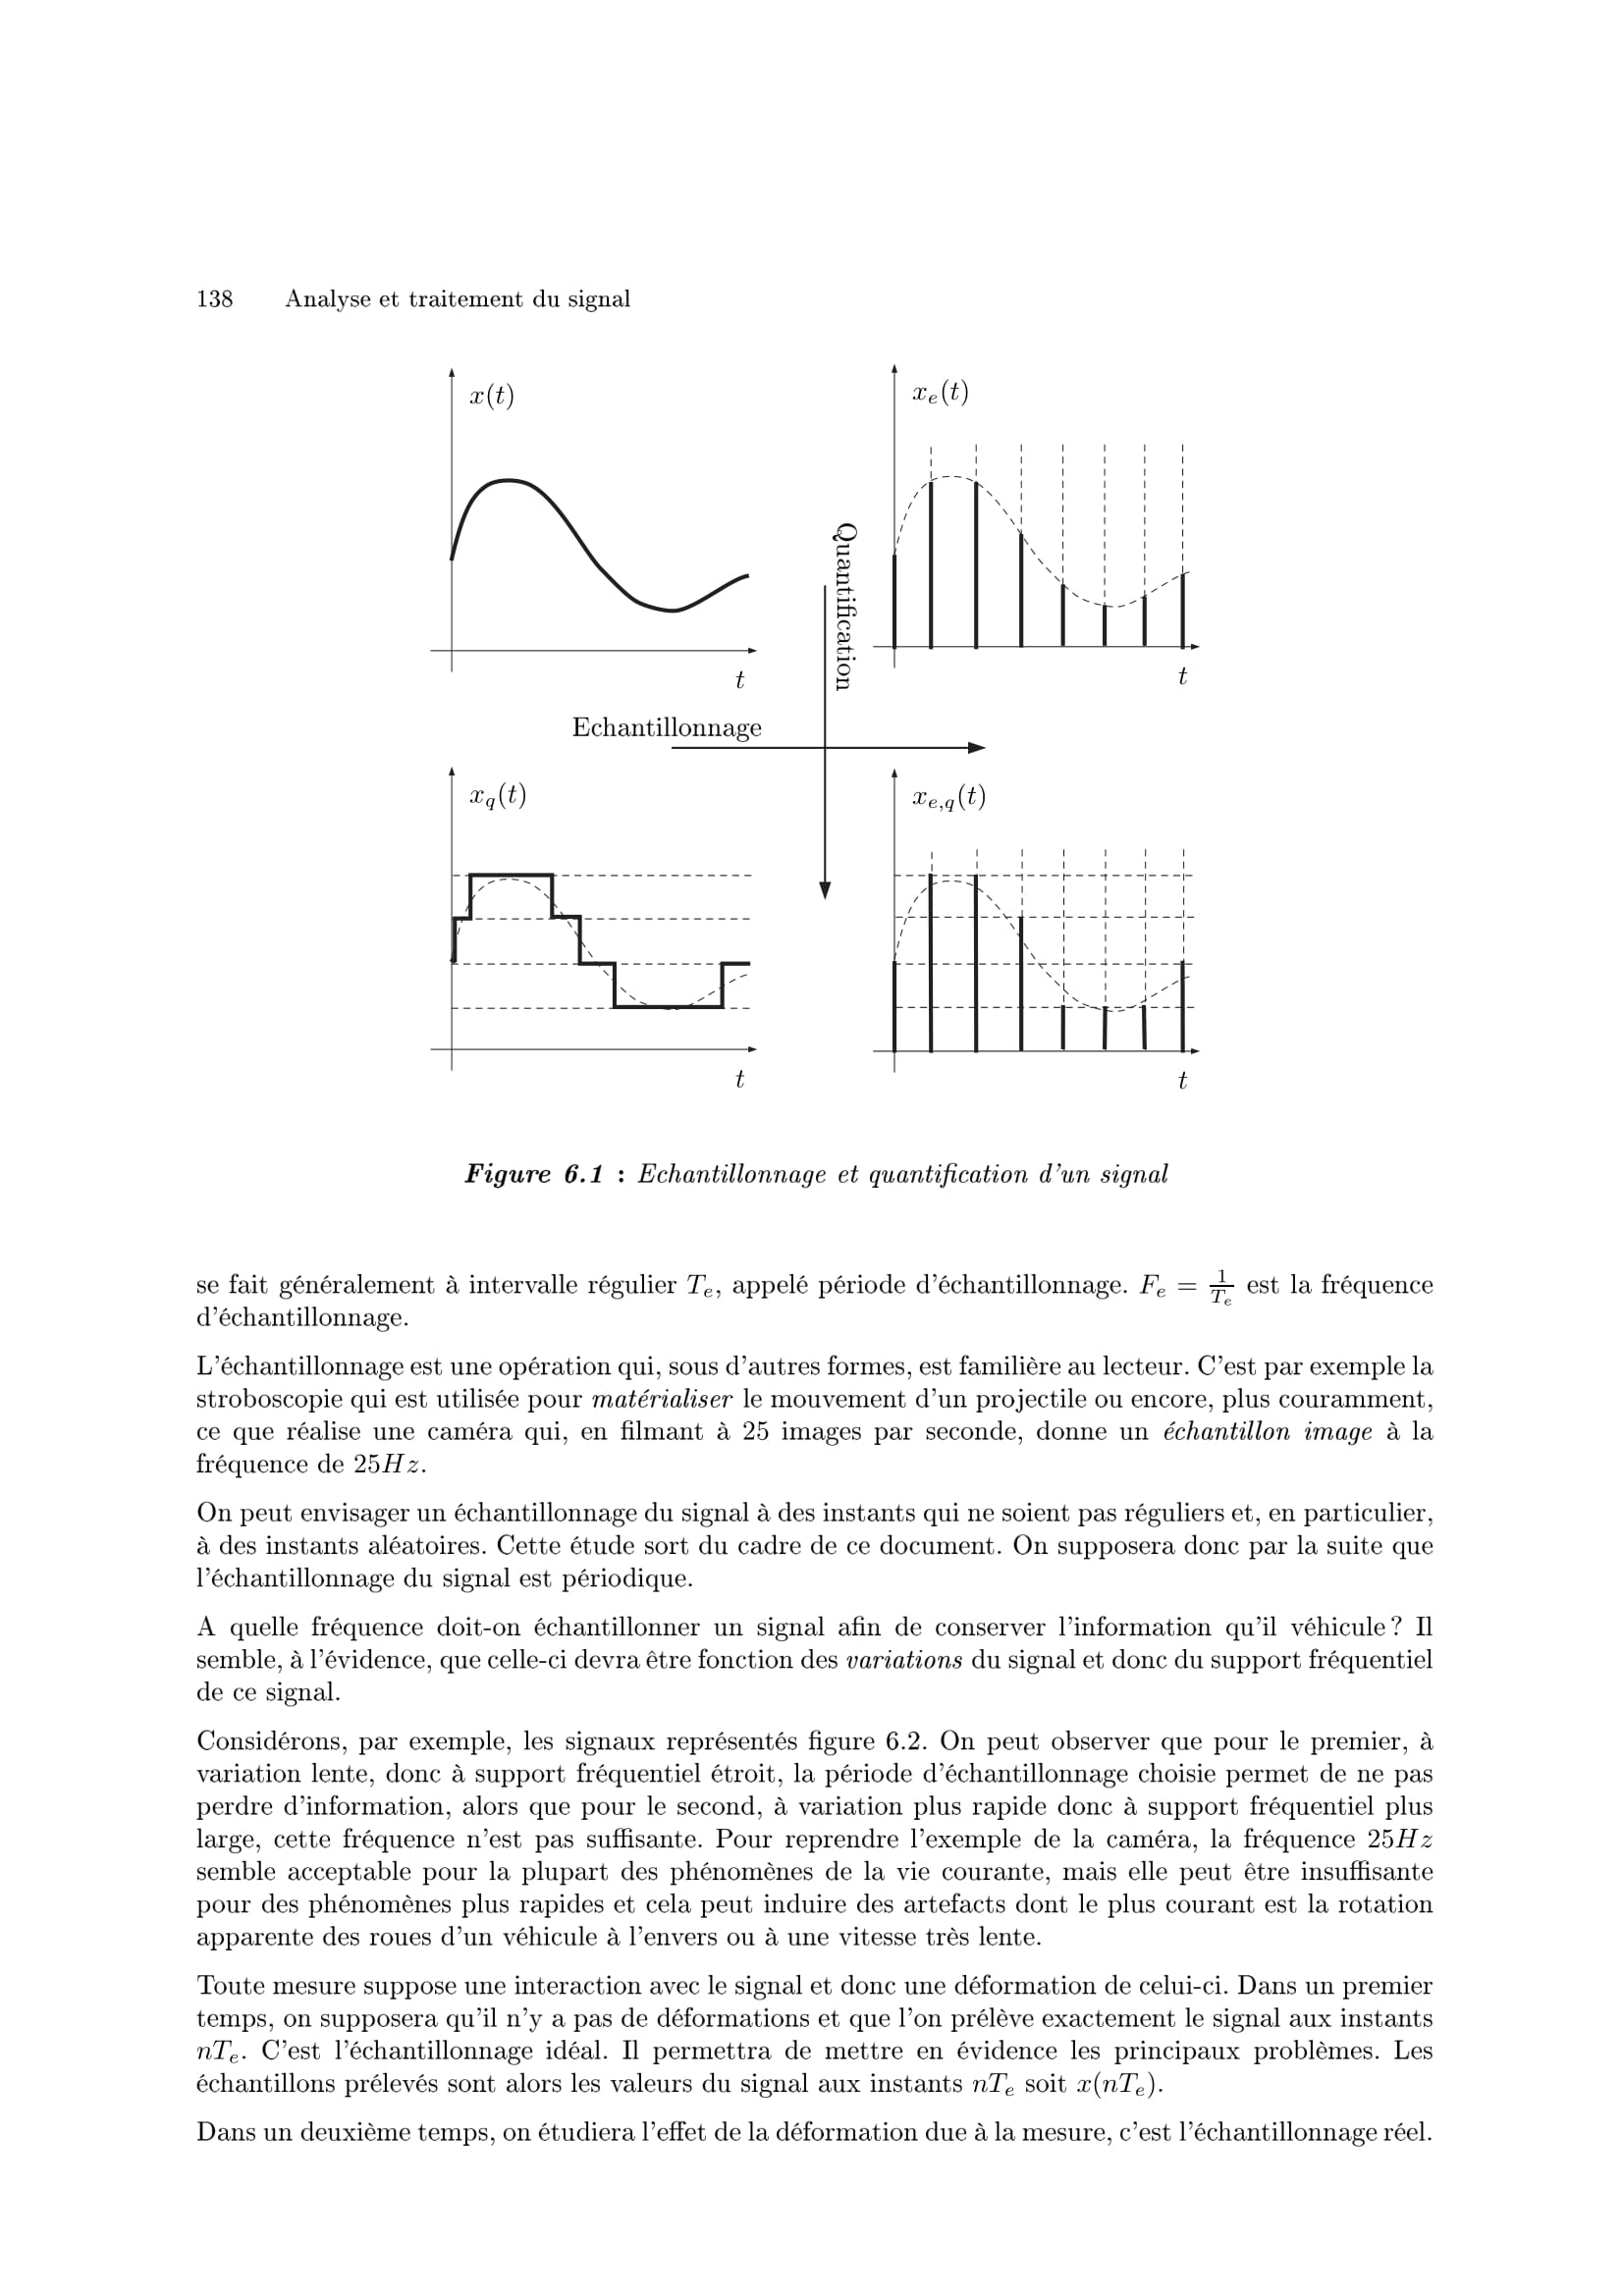 138 Analyse et traitement du signal
x(t)
x_e(t)
Quantification
t
t
Echantillonnage
x_q(t)
x_{e,q}(t)
t
t
Figure 6.1 : Echantillonnage et quantification d'un signal
se fait généralement à intervalle régulier T_e, appelé période d'échantillonnage. F_e = 1/T_e est la fréquence
d'échantillonnage.
L'échantillonnage est une opération qui, sous d'autres formes, est familière au lecteur. C'est par exemple la
stroboscopie qui est utilisée pour matérialiser le mouvement d'un projectile ou encore, plus couramment,
ce que réalise une caméra qui, en filmant à 25 images par seconde, donne un échantillon image à la
fréquence de 25Hz.
On peut envisager un échantillonnage du signal à des instants qui ne soient pas réguliers et, en particulier,
à des instants aléatoires. Cette étude sort du cadre de ce document. On supposera donc par la suite que
l'échantillonnage du signal est périodique.
A quelle fréquence doit-on échantillonner un signal afin de conserver l'information qu'il véhicule ? Il
semble, à l'évidence, que celle-ci devra être fonction des variations du signal et donc du support fréquentiel
de ce signal.
Considérons, par exemple, les signaux représentés figure 6.2. On peut observer que pour le premier, à
variation lente, donc à support fréquentiel étroit, la période d'échantillonnage choisie permet de ne pas
perdre d'information, alors que pour le second, à variation plus rapide donc à support fréquentiel plus
large, cette fréquence n'est pas suffisante. Pour reprendre l'exemple de la caméra, la fréquence 25Hz
semble acceptable pour la plupart des phénomènes de la vie courante, mais elle peut être insuffisante
pour des phénomènes plus rapides et cela peut induire des artefacts dont le plus courant est la rotation
apparente des roues d'un véhicule à l'envers ou à une vitesse très lente.
Toute mesure suppose une interaction avec le signal et donc une déformation de celui-ci. Dans un premier
temps, on supposera qu'il n'y a pas de déformations et que l'on prélève exactement le signal aux instants
nT_e. C'est l'échantillonnage idéal. Il permettra de mettre en évidence les principaux problèmes. Les
échantillons prélevés sont alors les valeurs du signal aux instants nT_e soit x(nT_e).
Dans un deuxième temps, on étudiera l'effet de la déformation due à la mesure, c'est l'échantillonnage réel.